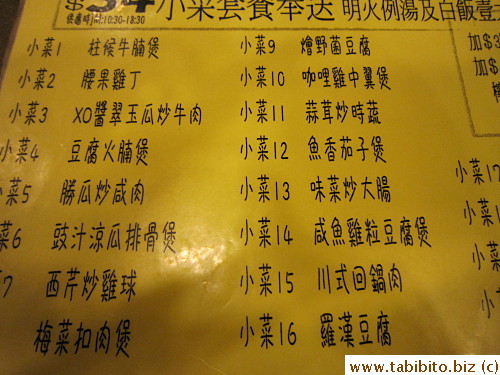 $34 小菜套餐奉送 明火例湯及白飯壹
優惠時間:10:30-18:30
加$3
加$
小菜1 柱候牛腩煲
小菜2 腰果雞丁
小菜3 XO醬翠玉瓜炒牛肉
小菜4 豆腐火腩煲
小菜5 勝瓜炒咸肉
小菜6 豉汁涼瓜排骨煲
7 西芹炒雞球
梅菜扣肉煲
小菜9 燴野菌豆腐
小菜10 咖哩雞中翼煲
小菜11 蒜茸炒時蔬
小菜12 魚香茄子煲
小菜13 味菜炒大腸
小菜14 咸魚雞粒豆腐煲
小菜15 川式回鍋肉
小菜16 羅漢豆腐
小菜17
小菜
小菜
小菜
www.tabibito.biz (c)